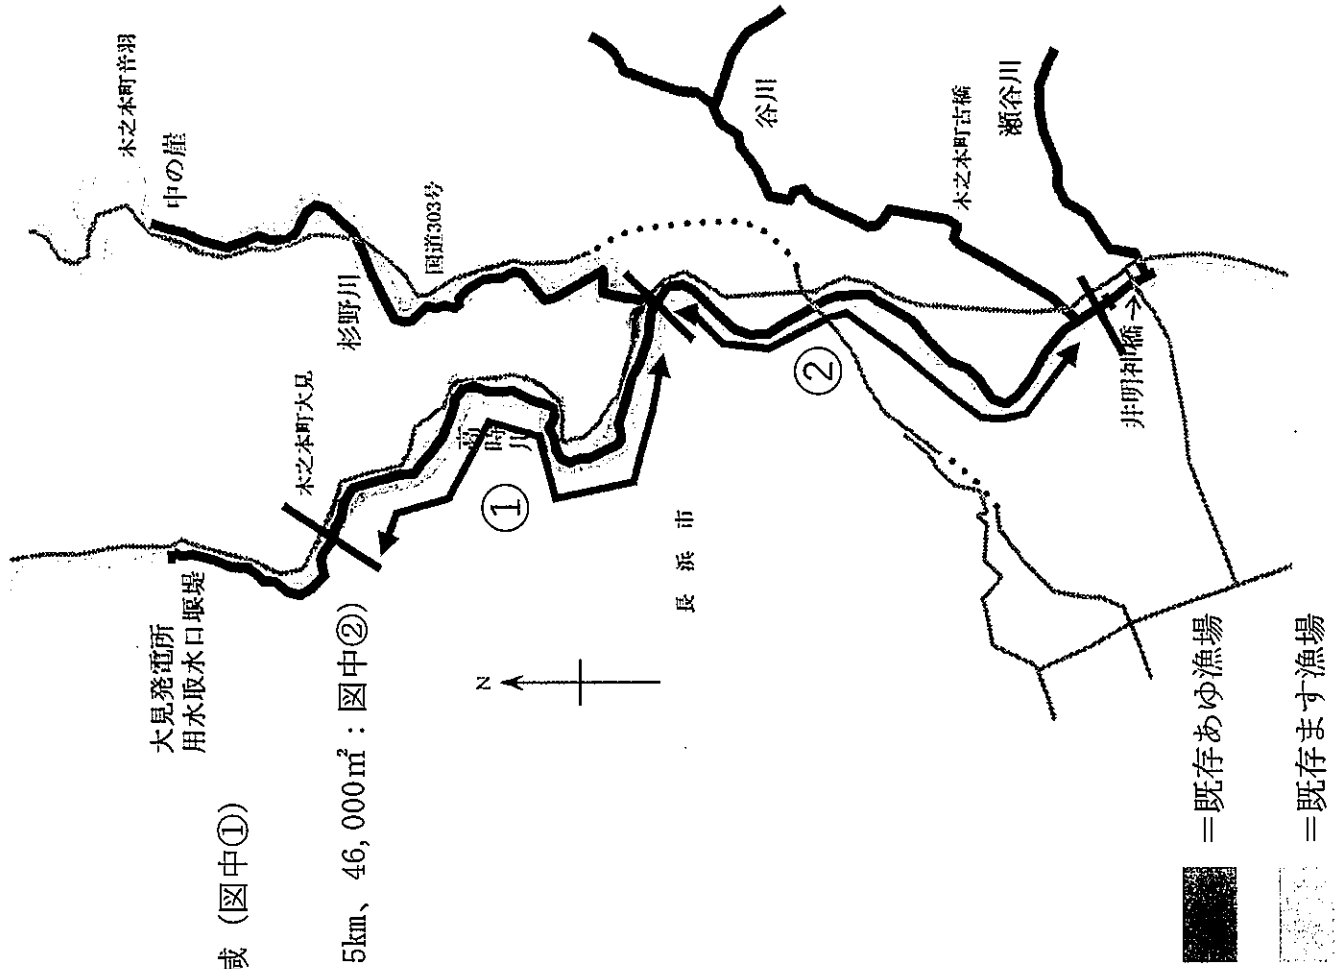 木之本町音羽
中の崖
国道303号
杉野川
木之本町大見
谷川
木之本町古橋
瀬谷川
井明神橋→
高時川
①
②
大見発電所
用水取水口堰堤
長浜市
N
域 (図中①)
5km、46,000㎡:図中②)
=既存あゆ漁場
=既存ます漁場